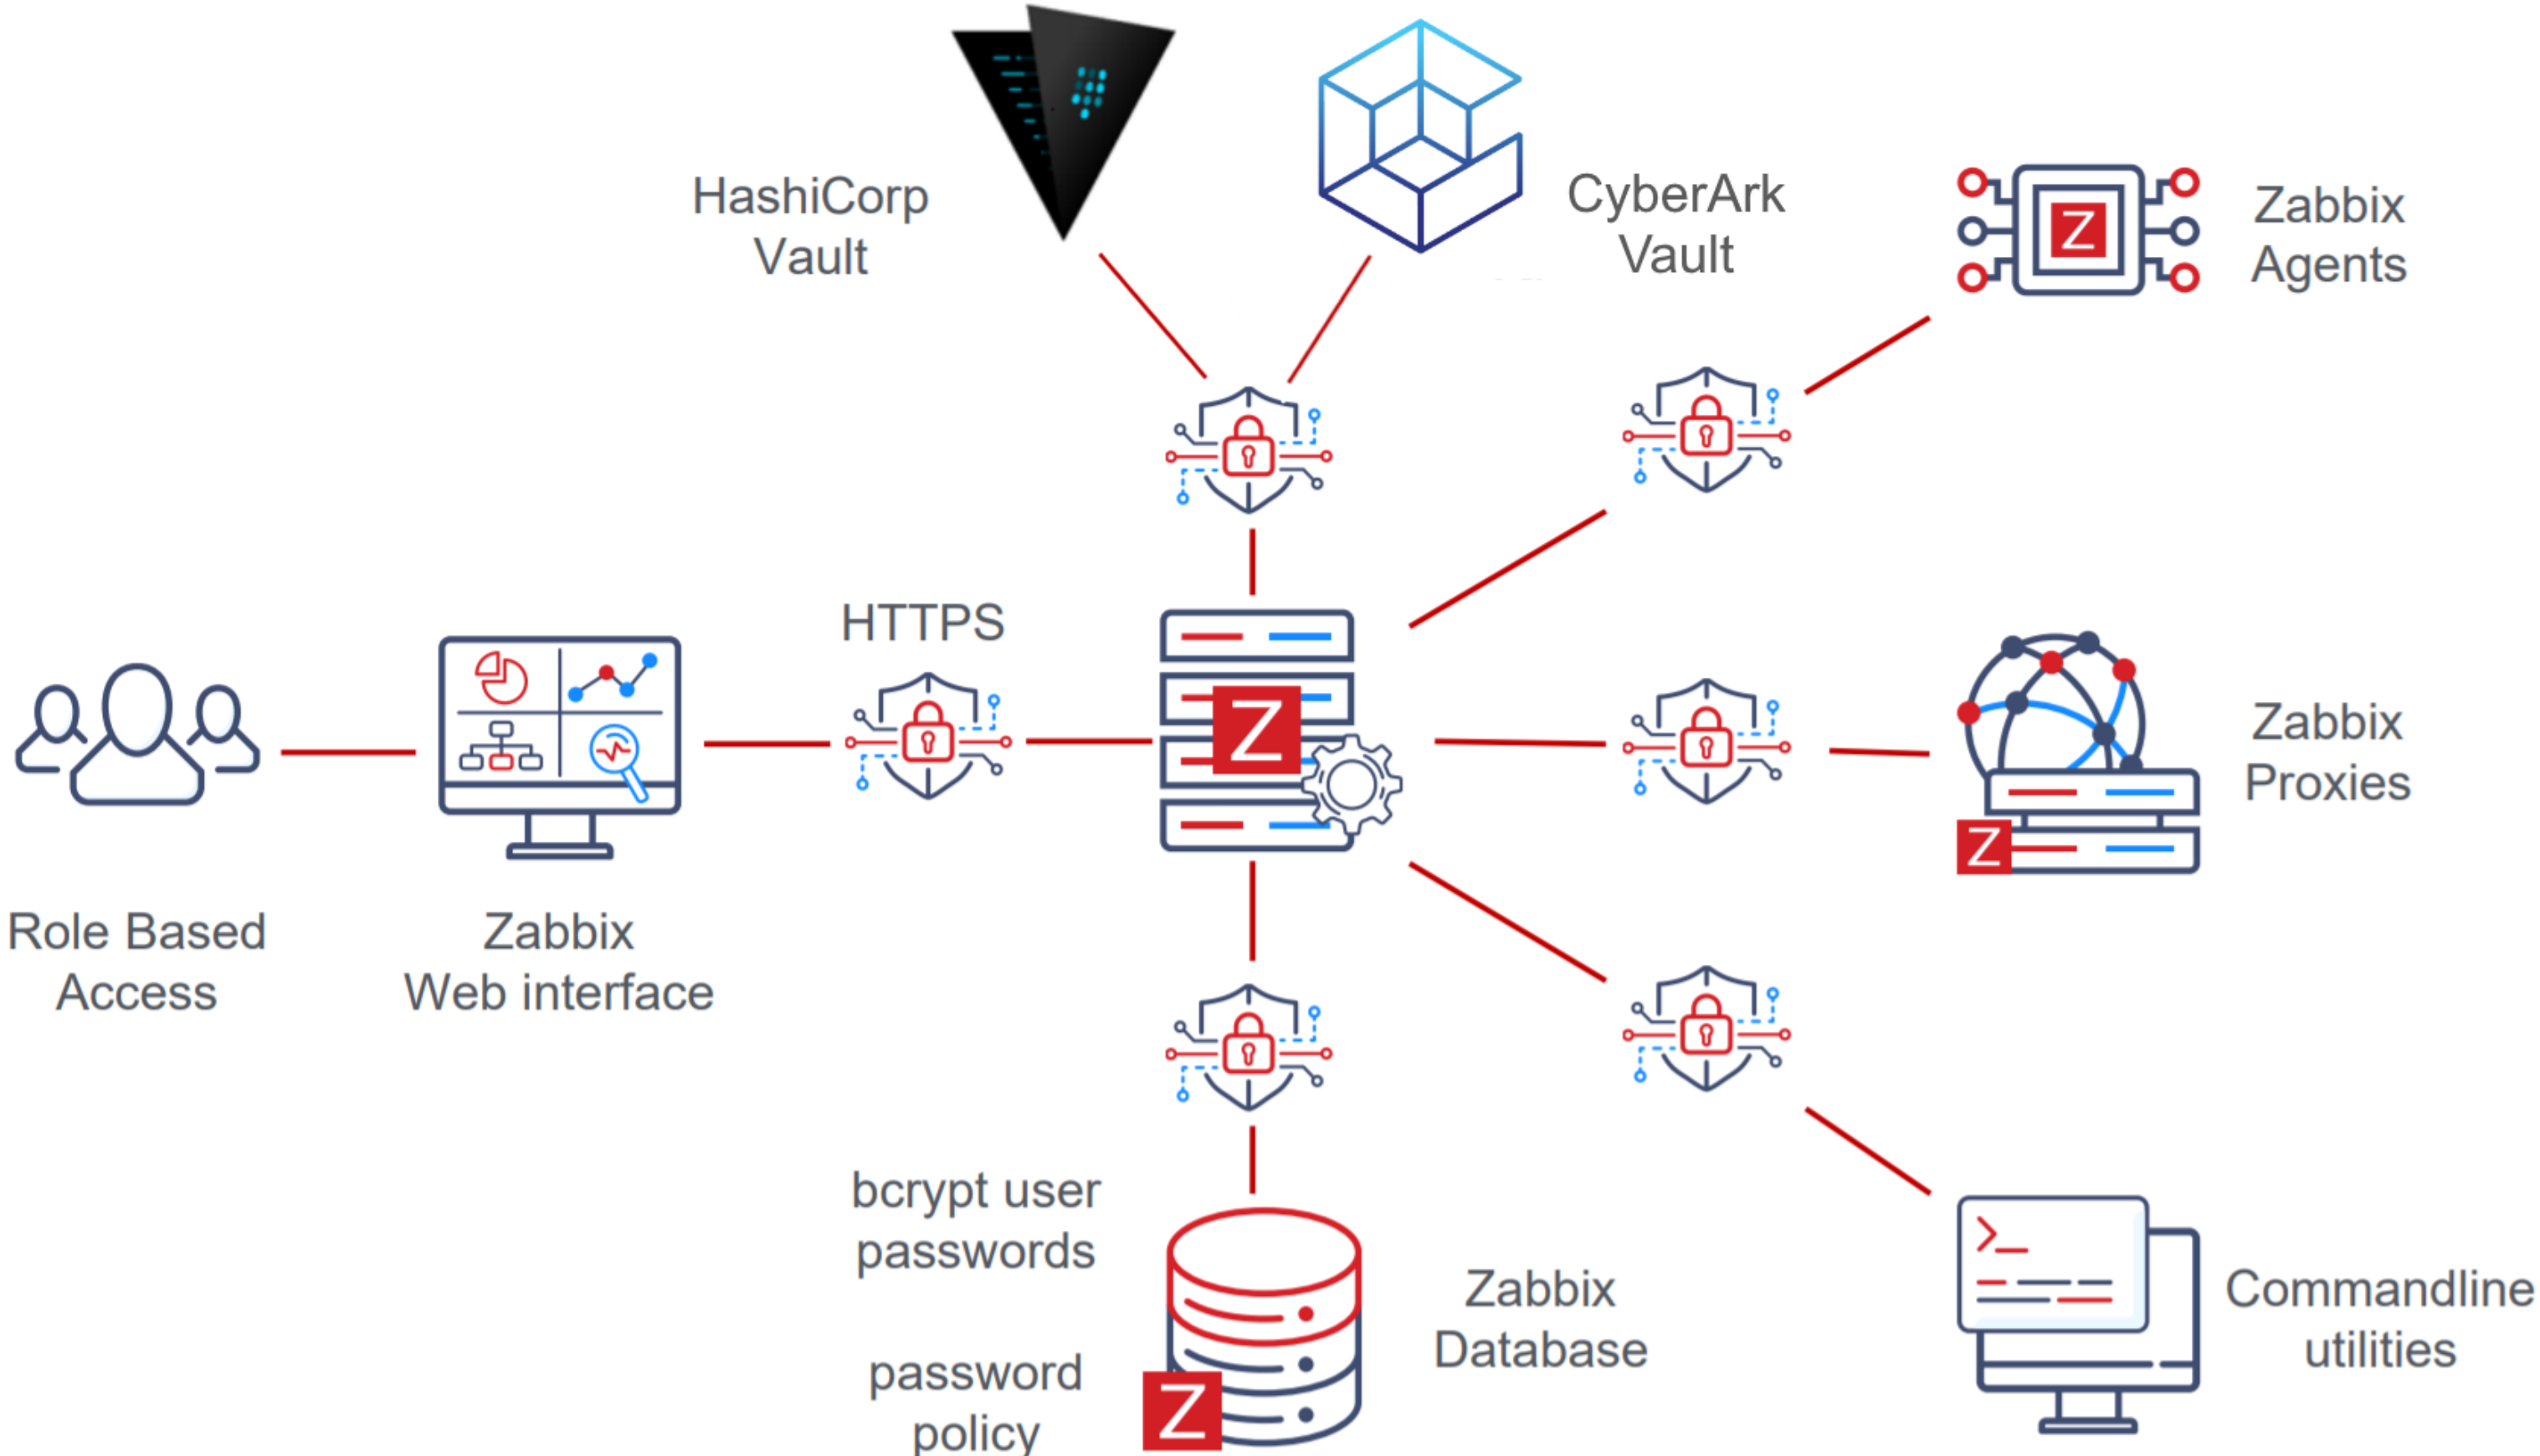 HashiCorp
Vault
CyberArk
Vault
Zabbix
Agents
Z
HTTPS
Z
Zabbix
Proxies
Z
Role Based
Access
Zabbix
Web interface
bcrypt user
passwords
password
policy
Z
Zabbix
Database
Commandline
utilities